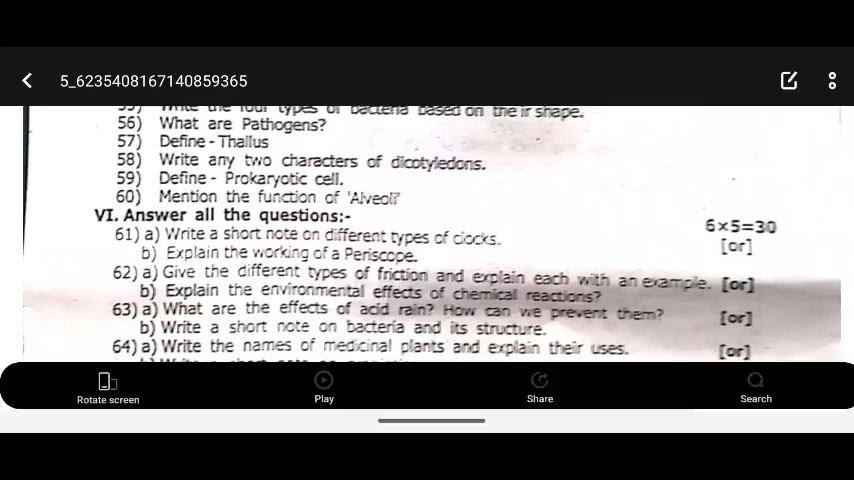 5_6235408167140859365
55) Write the four types of bacteria based on their shape.
56) What are Pathogens?
57) Define - Thallus
58) Write any two characters of dicotyledons.
59) Define - Prokaryotic cell.
60) Mention the function of 'Alveoli'
VI. Answer all the questions:- 6×5=30
61) a) Write a short note on different types of clocks. [or]
b) Explain the working of a Periscope.
62) a) Give the different types of friction and explain each with an example. [or]
b) Explain the environmental effects of chemical reactions?
63) a) What are the effects of acid rain? How can we prevent them? [or]
b) Write a short note on bacteria and its structure.
64) a) Write the names of medicinal plants and explain their uses. [or]
Rotate screen Play Share Search